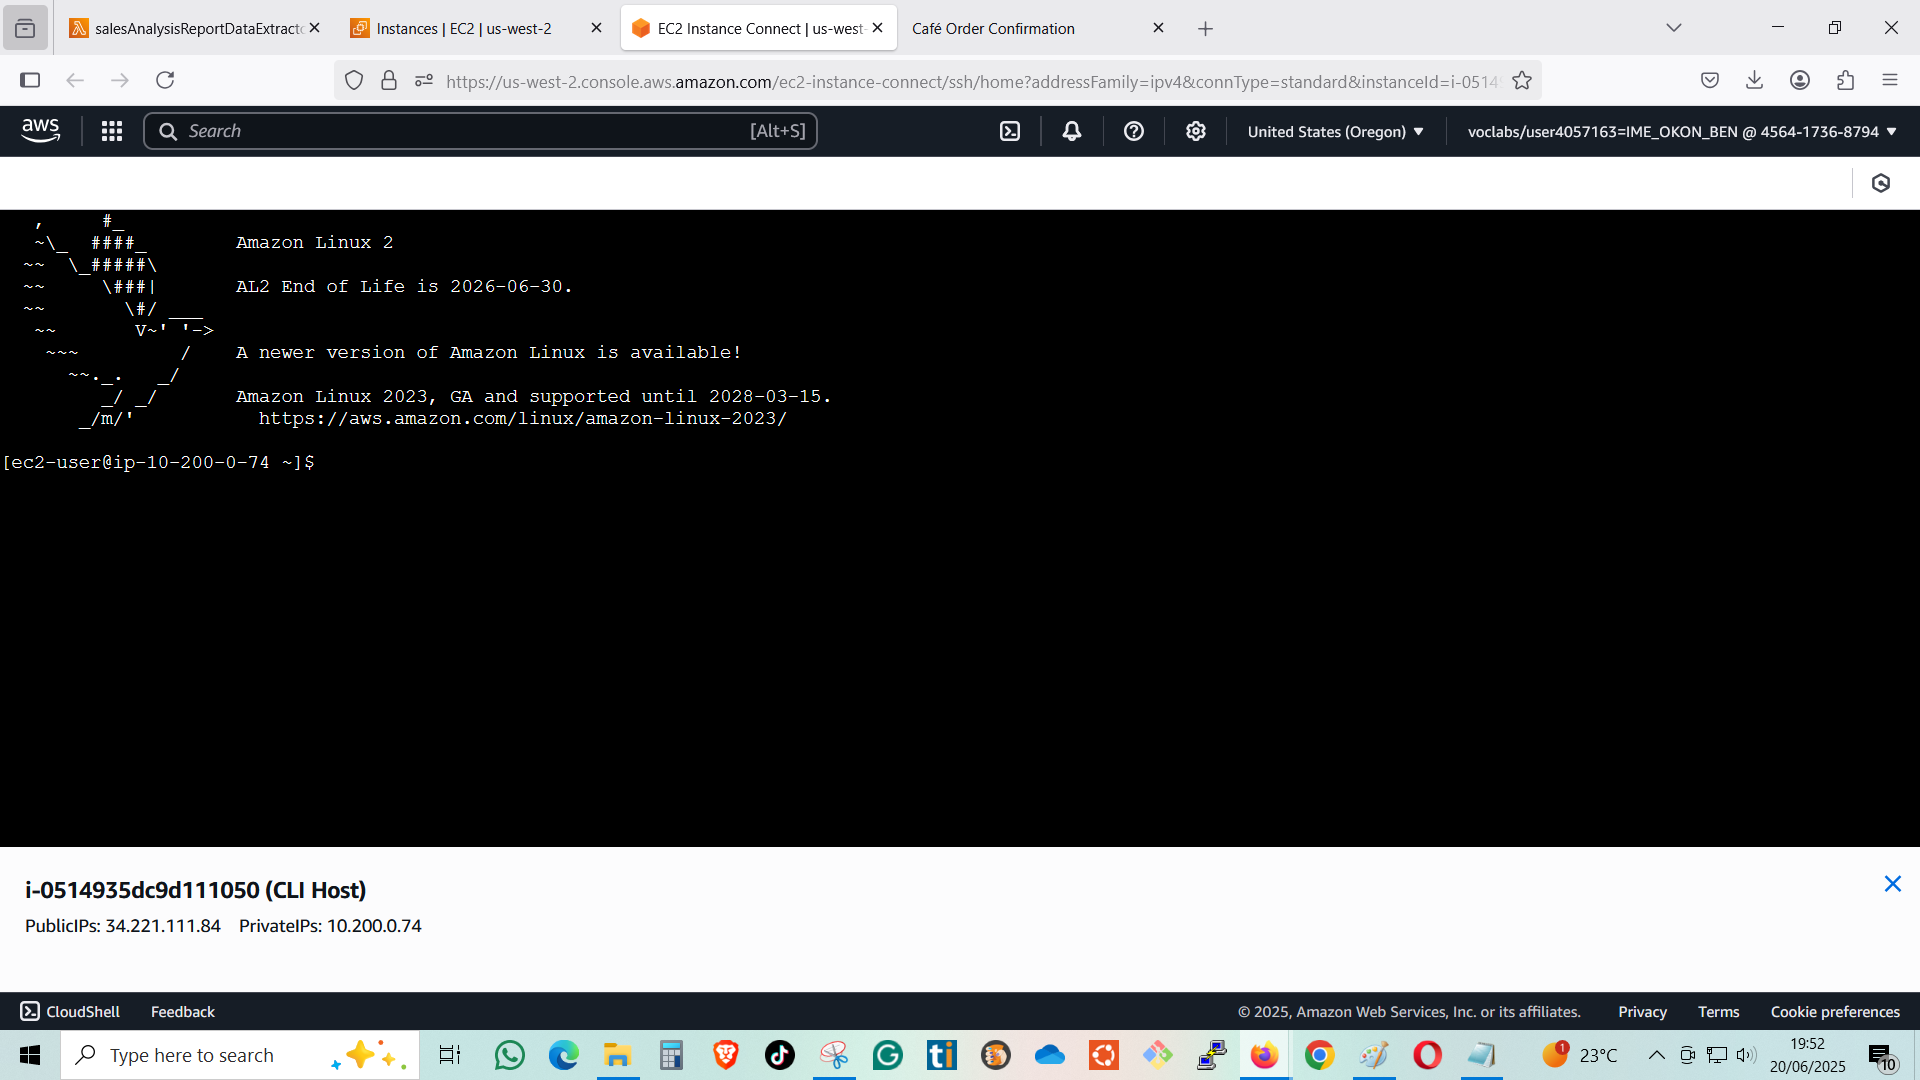 salesAnalysisReportDataExtracto
Instances | EC2 | us-west-2
EC2 Instance Connect | us-west-
Café Order Confirmation
https://us-west-2.console.aws.amazon.com/ec2-instance-connect/ssh/home?addressFamily=ipv4&connType=standard&instanceId=i-0514
aws
Search
[Alt+S]
United States (Oregon)
voclabs/user4057163=IME_OKON_BEN @ 4564-1736-8794
   ,     #_
   ~\_  ####_        Amazon Linux 2
  ~~  \_#####\
  ~~     \###|       AL2 End of Life is 2026-06-30.
  ~~       \#/ ___
   ~~       V~' '->
    ~~~         /    A newer version of Amazon Linux is available!
      ~~._.   _/
         _/ _/       Amazon Linux 2023, GA and supported until 2028-03-15.
       _/m/'           https://aws.amazon.com/linux/amazon-linux-2023/
[ec2-user@ip-10-200-0-74 ~]$
i-0514935dc9d111050 (CLI Host)
PublicIPs: 34.221.111.84 PrivateIPs: 10.200.0.74
CloudShell
Feedback
© 2025, Amazon Web Services, Inc. or its affiliates.
Privacy
Terms
Cookie preferences
Type here to search
ti
1
23°C
19:52
20/06/2025
10